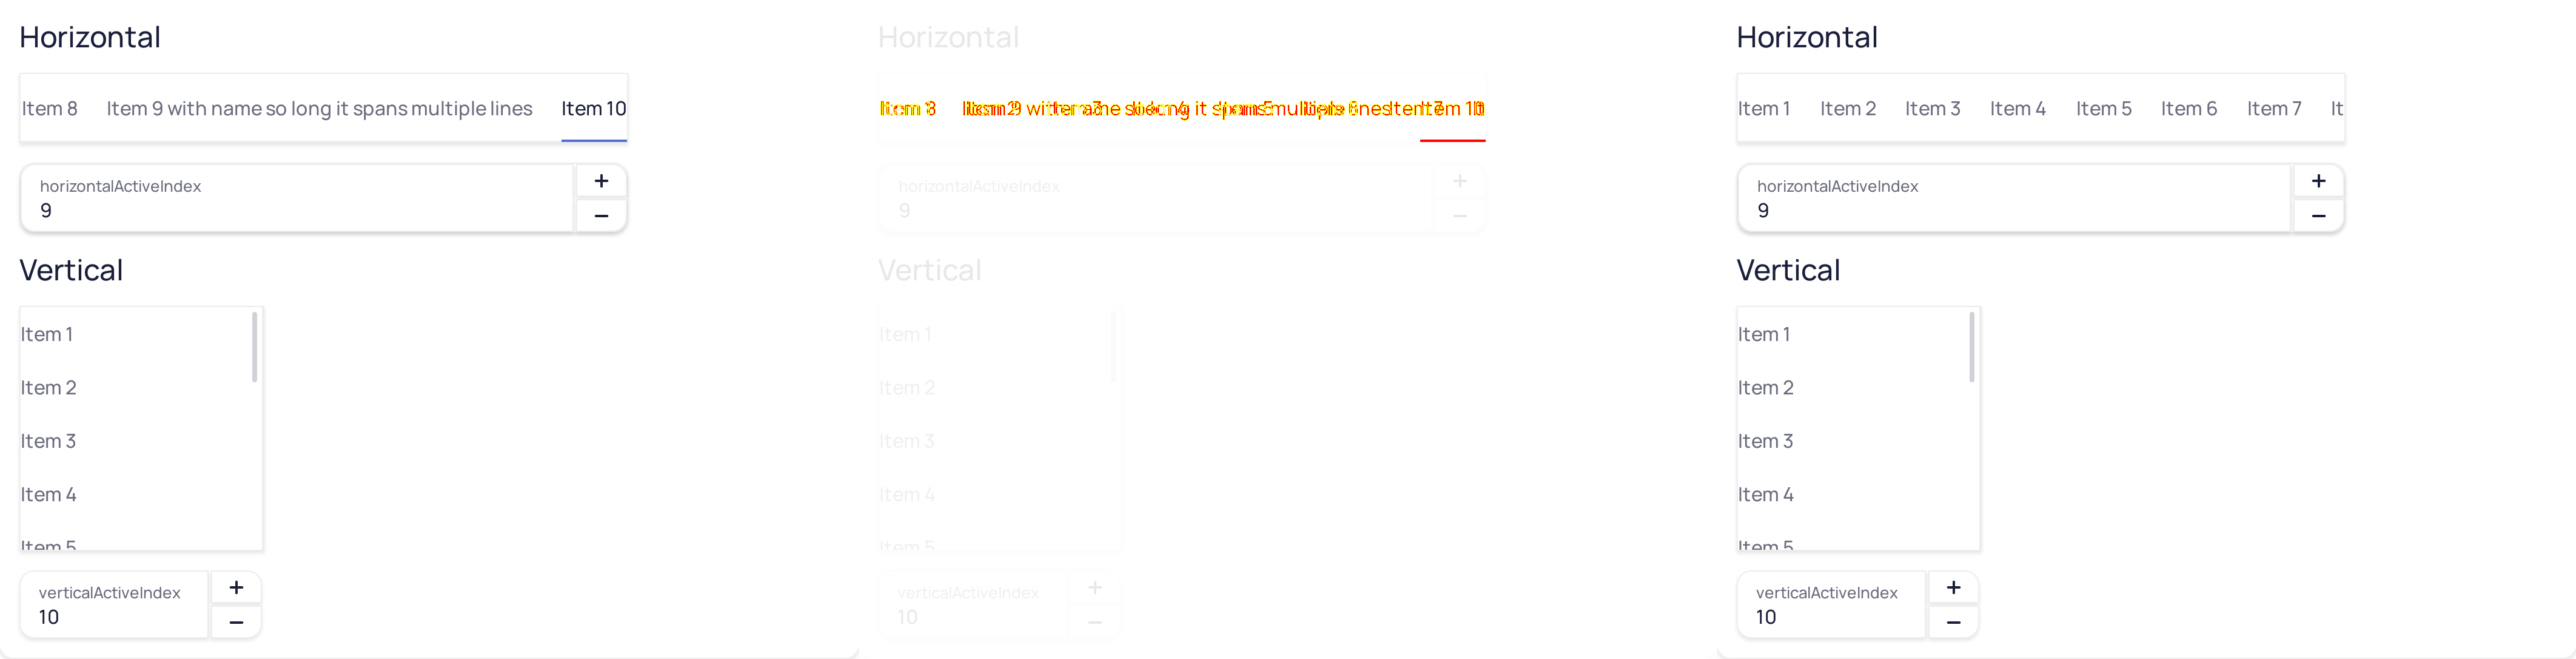 Horizontal
Item 8 Item 9 with name so long it spans multiple lines Item 10
horizontalActiveIndex
9
Vertical
Item 1
Item 2
Item 3
Item 4
Item 5
verticalActiveIndex
10
Horizontal
horizontalActiveIndex
9
Vertical
Item 1
Item 2
Item 3
Item 4
Item 5
verticalActiveIndex
10
Horizontal
Item 1 Item 2 Item 3 Item 4 Item 5 Item 6 Item 7 It
horizontalActiveIndex
9
Vertical
Item 1
Item 2
Item 3
Item 4
Item 5
verticalActiveIndex
10